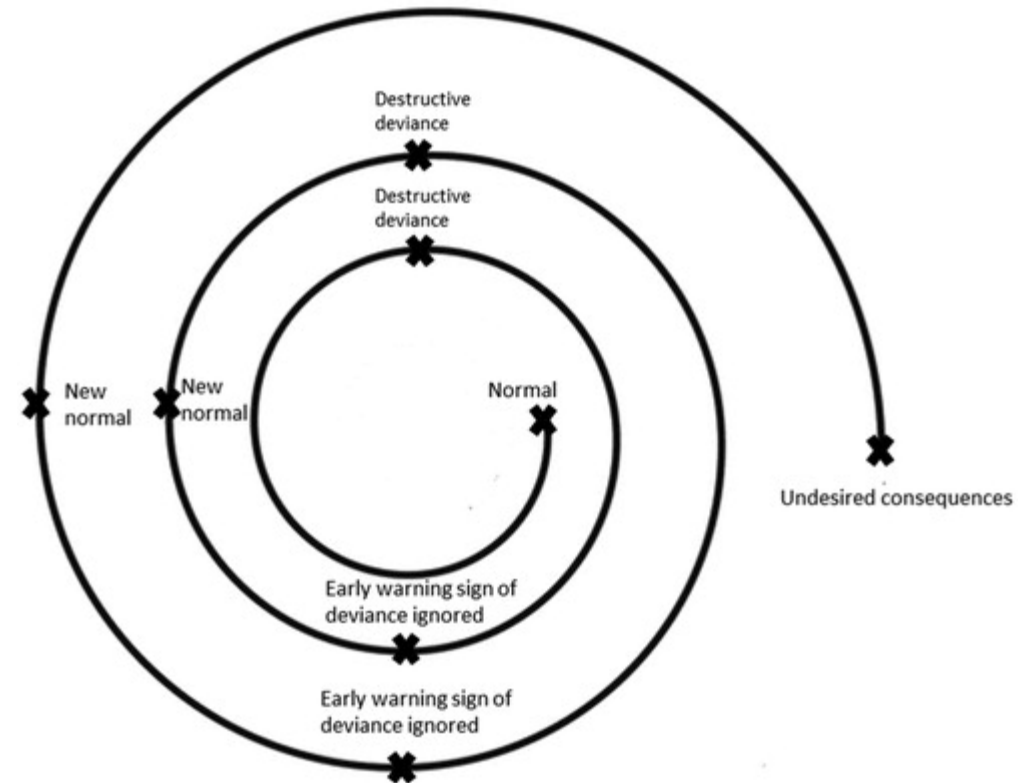 Destructive
deviance
Destructive
deviance
New
normal
New
normal
Normal
Undesired consequences
Early warning sign of
deviance ignored
Early warning sign of
deviance ignored